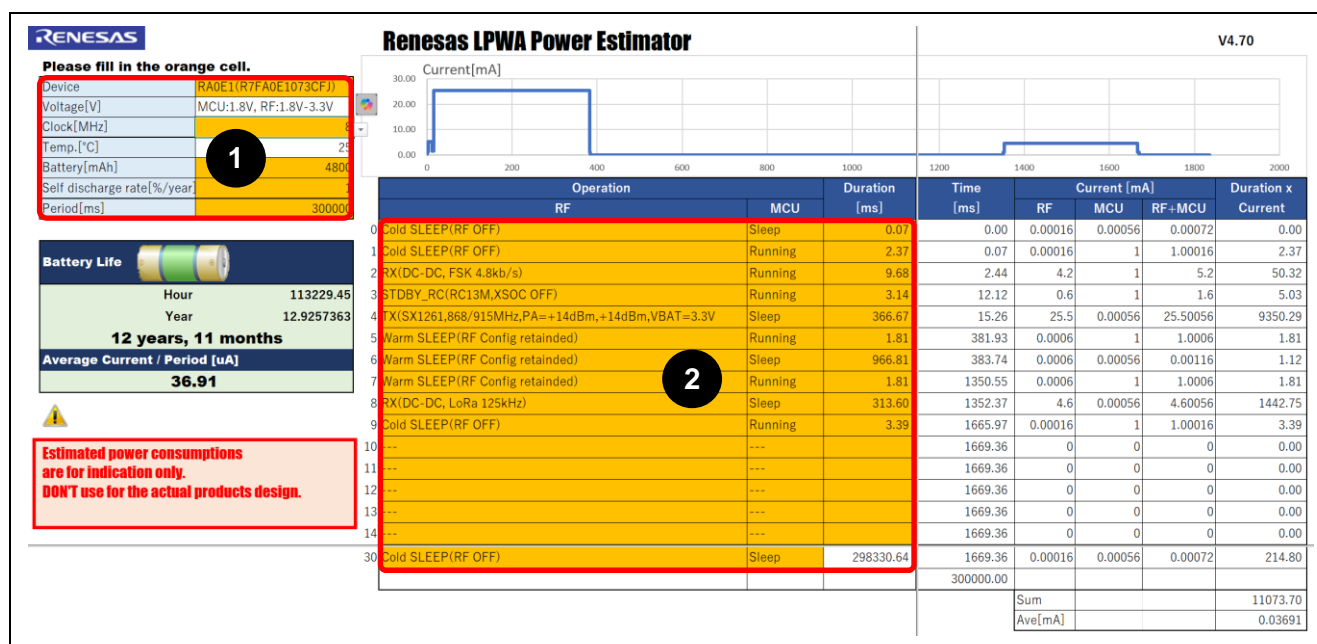 RENESAS
Renesas LPWA Power Estimator
V4.70
Please fill in the orange cell.
Device RA0E1(R7FA0E1073CFJ)
Voltage[V] MCU:1.8V, RF:1.8V-3.3V
Clock[MHz] 8
Temp.[°C] 25
Battery[mAh] 4800
Self discharge rate[%/year] 1
Period[ms] 300000
1
Current[mA]
30.00
20.00
10.00
0.00
0 200 400 600 800 1000 1200 1400 1600 1800 2000
Battery Life
Hour 113229.45
Year 12.9257363
12 years, 11 months
Average Current / Period [uA]
36.91
Estimated power consumptions
are for indication only.
DON'T use for the actual products design.
Operation Duration Time Current [mA] Duration x
RF MCU [ms] [ms] RF MCU RF+MCU Current
0 Cold SLEEP(RF OFF) Sleep 0.07 0.00 0.00016 0.00056 0.00072 0.00
1 Cold SLEEP(RF OFF) Running 2.37 0.07 0.00016 1 1.00016 2.37
2 RX(DC-DC, FSK 4.8kb/s) Running 9.68 2.44 4.2 1 5.2 50.32
3 STDBY_RC(RC13M,XSOC OFF) Running 3.14 12.12 0.6 1 1.6 5.03
4 TX(SX1261,868/915MHz,PA=+14dBm,+14dBm,VBAT=3.3V Sleep 366.67 15.26 25.5 0.00056 25.50056 9350.29
5 Warm SLEEP(RF Config retainded) Running 1.81 381.93 0.0006 1 1.0006 1.81
6 Warm SLEEP(RF Config retainded) Sleep 966.81 383.74 0.0006 0.00056 0.00116 1.12
7 Warm SLEEP(RF Config retainded) Running 1.81 1350.55 0.0006 1 1.0006 1.81
8 RX(DC-DC, LoRa 125kHz) Sleep 313.60 1352.37 4.6 0.00056 4.60056 1442.75
9 Cold SLEEP(RF OFF) Running 3.39 1665.97 0.00016 1 1.00016 3.39
10 --- --- 1669.36 0 0 0 0.00
11 --- --- 1669.36 0 0 0 0.00
12 --- --- 1669.36 0 0 0 0.00
13 --- --- 1669.36 0 0 0 0.00
14 --- --- 1669.36 0 0 0 0.00
30 Cold SLEEP(RF OFF) Sleep 298330.64 1669.36 0.00016 0.00056 0.00072 214.80
300000.00
Sum 11073.70
Ave[mA] 0.03691
2